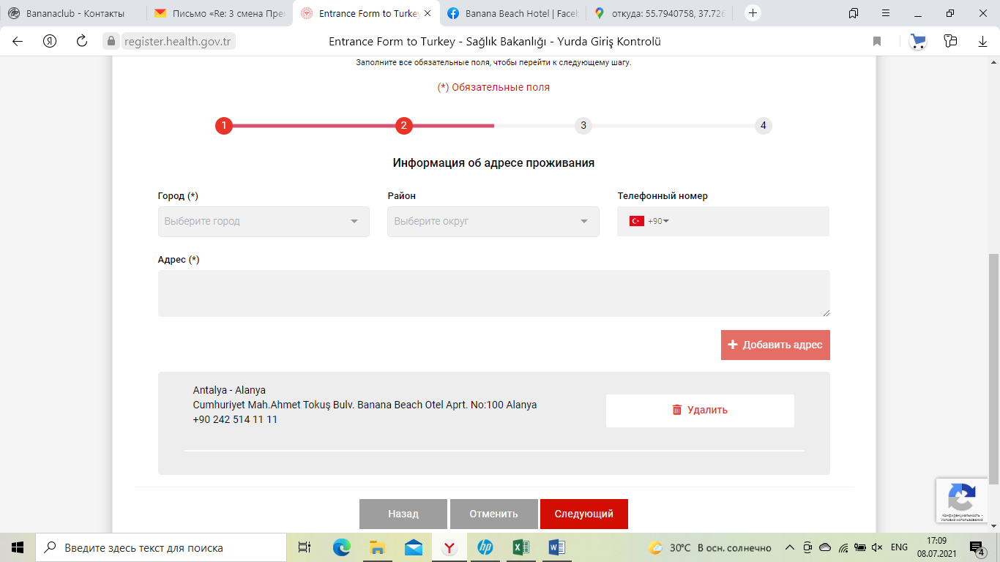 Bananaclub - Контакты
Письмо «Re: 3 смена Пре
Entrance Form to Turke
Banana Beach Hotel | Facel
откуда: 55.7940758, 37.726
register.health.gov.tr
Entrance Form to Turkey - Sağlık Bakanlığı - Yurda Giriş Kontrolü
Заполните все обязательные поля, чтобы перейти к следующему шагу.
(*) Обязательные поля
1
2
3
4
Информация об адресе проживания
Город (*)
Район
Телефонный номер
Выберите город
Выберите округ
+90
Адрес (*)
+ Добавить адрес
Antalya - Alanya
Cumhuriyet Mah.Ahmet Tokuş Bulv. Banana Beach Otel Aprt. No:100 Alanya
+90 242 514 11 11
Удалить
Назад
Отменить
Следующий
Конфиденциальность -
Условия использования
Введите здесь текст для поиска
30°C В осн. солнечно
ENG
17:09
08.07.2021
4